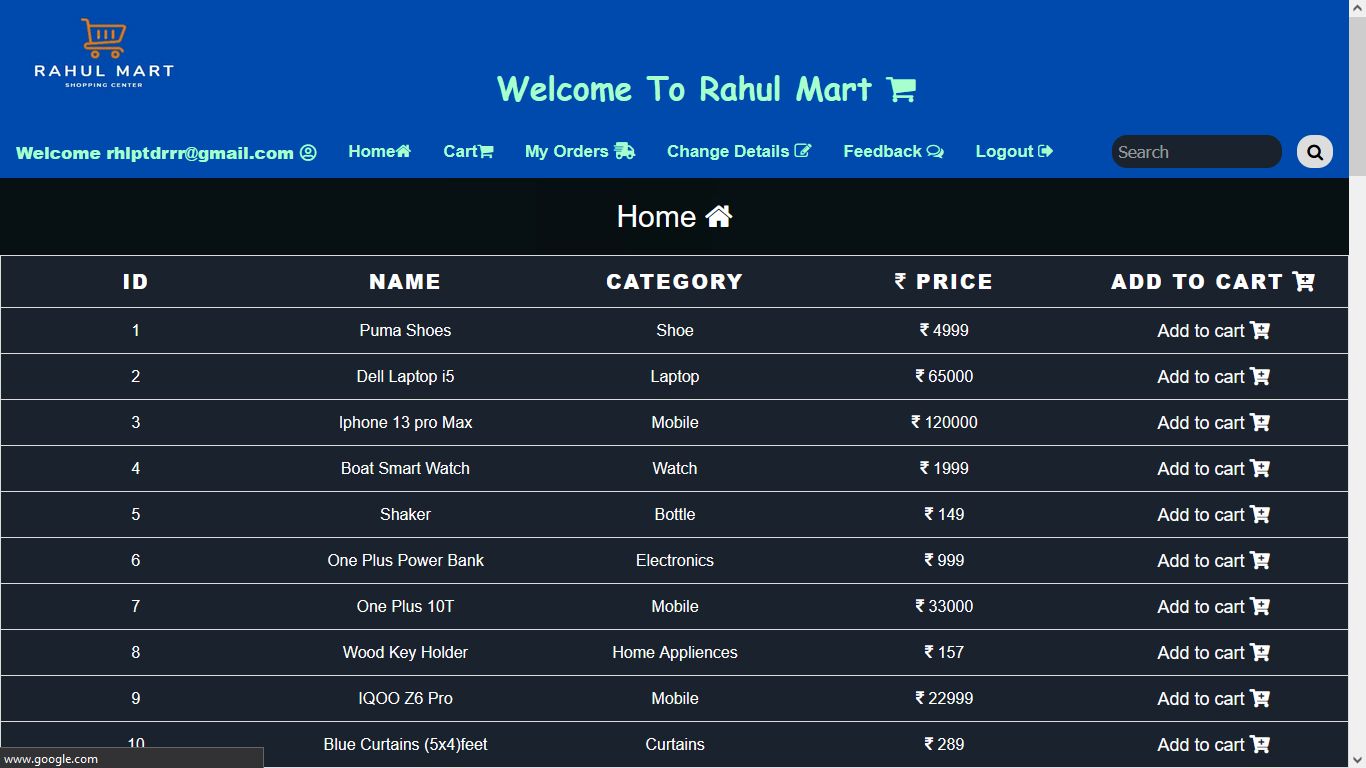 RAHUL MART
SHOPPING CENTER
Welcome To Rahul Mart
Welcome rhlptdrrr@gmail.com Home Cart My Orders Change Details Feedback Logout Search
Home
ID NAME CATEGORY ₹ PRICE ADD TO CART
1 Puma Shoes Shoe ₹ 4999 Add to cart
2 Dell Laptop i5 Laptop ₹ 65000 Add to cart
3 Iphone 13 pro Max Mobile ₹ 120000 Add to cart
4 Boat Smart Watch Watch ₹ 1999 Add to cart
5 Shaker Bottle ₹ 149 Add to cart
6 One Plus Power Bank Electronics ₹ 999 Add to cart
7 One Plus 10T Mobile ₹ 33000 Add to cart
8 Wood Key Holder Home Appliences ₹ 157 Add to cart
9 IQOO Z6 Pro Mobile ₹ 22999 Add to cart
10 Blue Curtains (5x4)feet Curtains ₹ 289 Add to cart
www.google.com